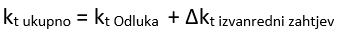 kt ukupno = kt Odluka + Δkt izvanredni zahtjev